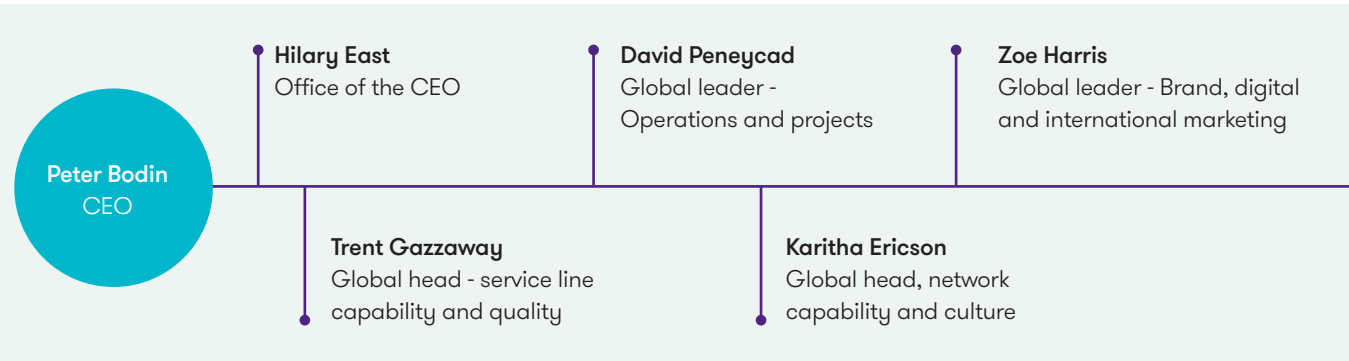 Peter Bodin
CEO
Hilary East
Office of the CEO
David Peneycad
Global leader -
Operations and projects
Zoe Harris
Global leader - Brand, digital
and international marketing
Trent Gazzaway
Global head - service line
capability and quality
Karitha Ericson
Global head, network
capability and culture